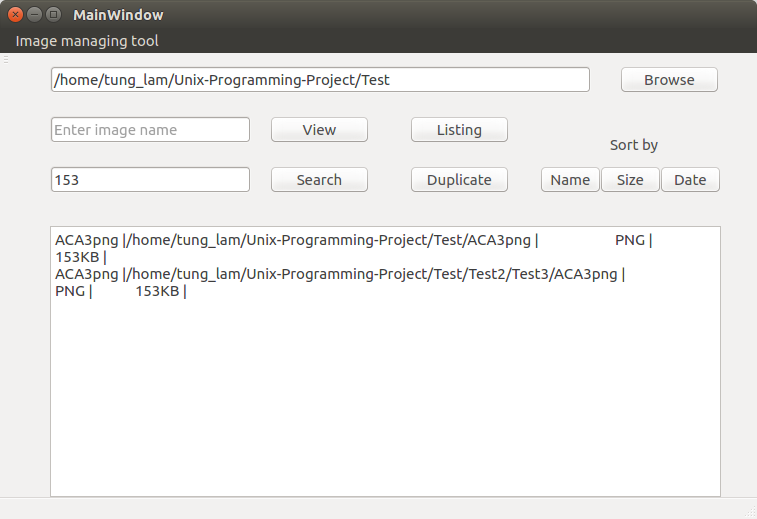 MainWindow
Image managing tool
/home/tung_lam/Unix-Programming-Project/Test
Browse
Enter image name
View
Listing
Sort by
153
Search
Duplicate
Name
Size
Date
ACA3png |/home/tung_lam/Unix-Programming-Project/Test/ACA3png | PNG |
153KB |
ACA3png |/home/tung_lam/Unix-Programming-Project/Test/Test2/Test3/ACA3png |
PNG | 153KB |